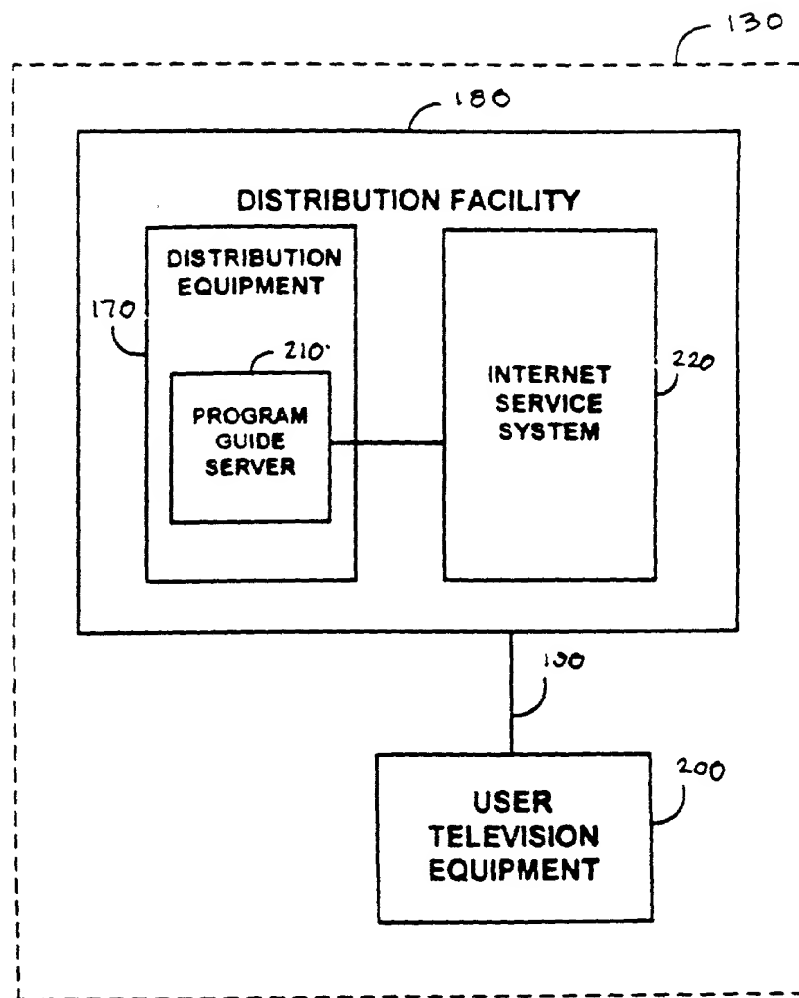 130
180
DISTRIBUTION FACILITY
DISTRIBUTION
EQUIPMENT
170
210
PROGRAM
GUIDE
SERVER
INTERNET
SERVICE
SYSTEM
220
200
USER
TELEVISION
EQUIPMENT